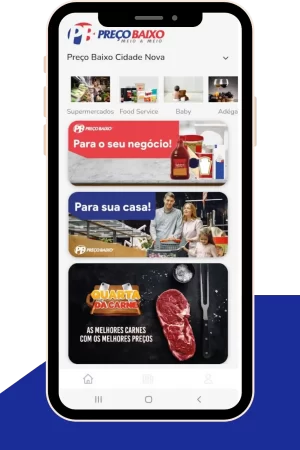 PB PREÇO BAIXO
MEIO a MEIO
Preço Baixo Cidade Nova
Supermercados Food Service Baby Adega
PB PREÇO BAIXO
Para o seu negócio!
Para sua casa!
PB PREÇO BAIXO
QUARTA
DA CARNE
AS MELHORES CARNES
COM OS MELHORES PREÇOS